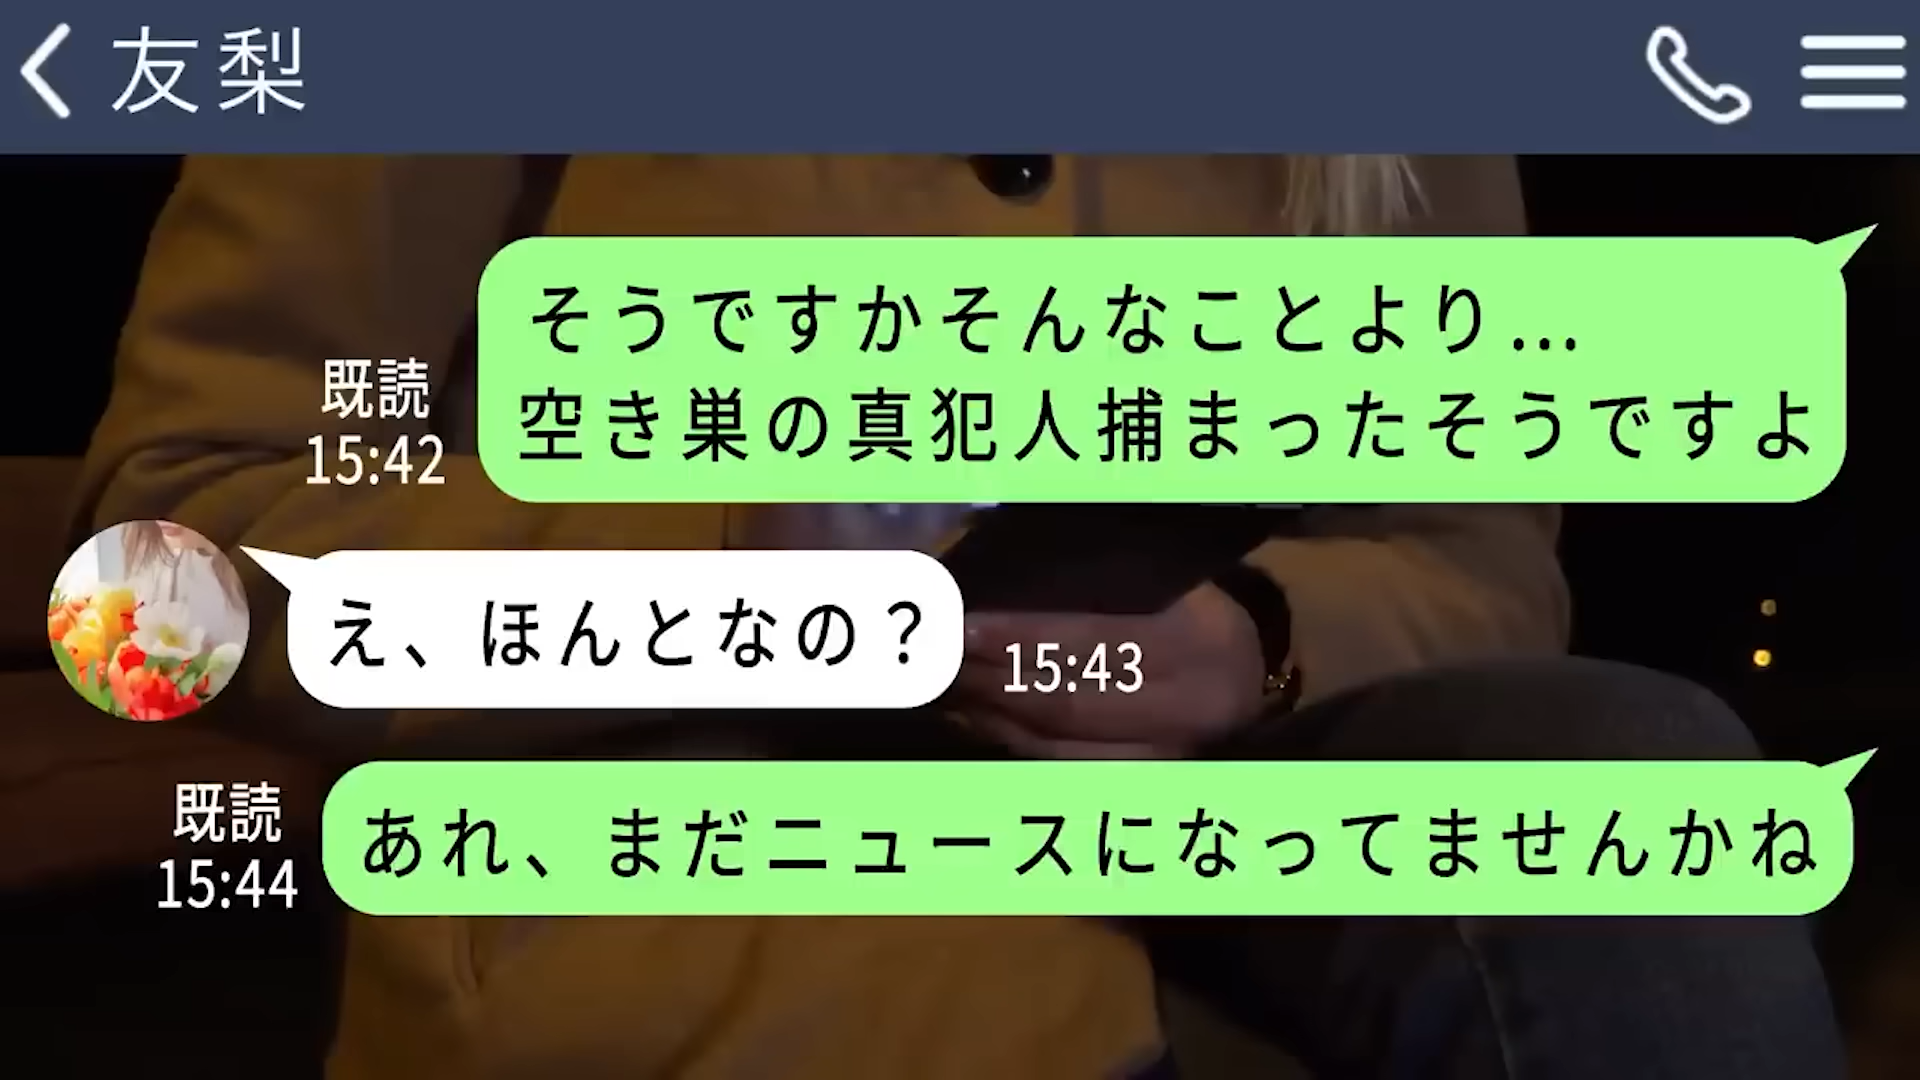 友梨
そうですかそんなことより...
空き巣の真犯人捕まったそうですよ
既読
15:42
え、ほんとなの？
15:43
あれ、まだニュースになってませんかね
既読
15:44